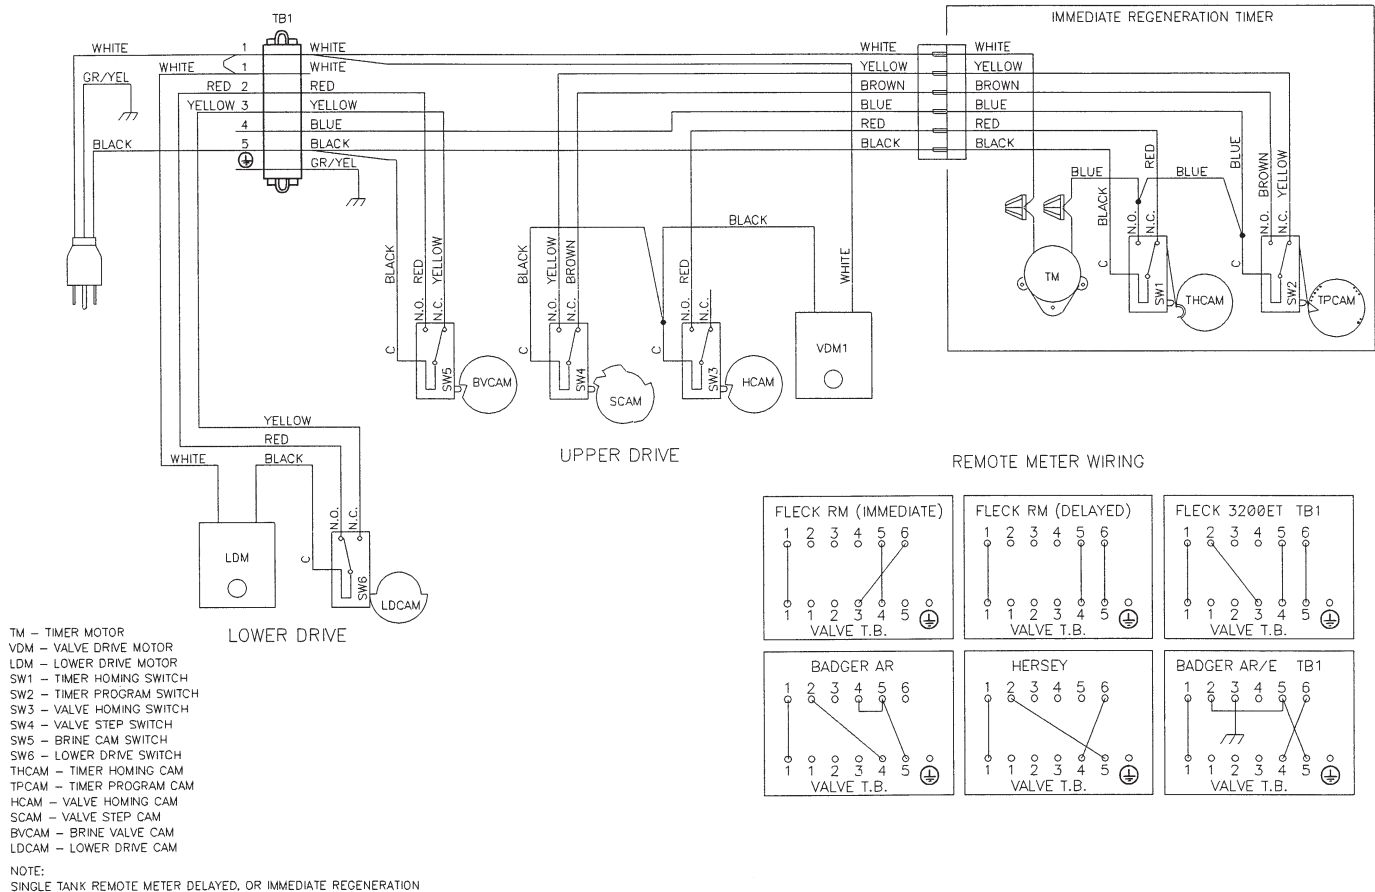 TB1
IMMEDIATE REGENERATION TIMER
WHITE 1 WHITE WHITE WHITE
WHITE 1 WHITE YELLOW YELLOW
GR/YEL RED 2 RED BROWN BROWN
YELLOW 3 YELLOW BLUE BLUE
4 BLUE RED RED
BLACK 5 BLACK BLACK BLACK
GR/YEL
BLUE BLUE
BLACK
RED
BLUE
BROWN
YELLOW
N.O.
N.C.
N.O.
N.C.
C
C
TM
SW1
THCAM
SW2
TPCAM
BLACK
BLACK
RED
YELLOW
BLACK
YELLOW
BROWN
RED
WHITE
N.O.
N.C.
N.O.
N.C.
N.O.
N.C.
C
C
C
SW5
BVCAM
SW4
SCAM
SW3
HCAM
VDM1
UPPER DRIVE
YELLOW
RED
WHITE BLACK
N.O.
N.C.
C
LDM
SW6
LDCAM
LOWER DRIVE
REMOTE METER WIRING
FLECK RM (IMMEDIATE)
1 2 3 4 5 6
1 1 2 3 4 5
VALVE T.B.
FLECK RM (DELAYED)
1 2 3 4 5 6
1 1 2 3 4 5
VALVE T.B.
FLECK 3200ET TB1
1 2 3 4 5 6
1 1 2 3 4 5
VALVE T.B.
BADGER AR
1 2 3 4 5 6
1 1 2 3 4 5
VALVE T.B.
HERSEY
1 2 3 4 5 6
1 1 2 3 4 5
VALVE T.B.
BADGER AR/E TB1
1 2 3 4 5 6
1 1 2 3 4 5
VALVE T.B.
TM – TIMER MOTOR
VDM – VALVE DRIVE MOTOR
LDM – LOWER DRIVE MOTOR
SW1 – TIMER HOMING SWITCH
SW2 – TIMER PROGRAM SWITCH
SW3 – VALVE HOMING SWITCH
SW4 – VALVE STEP SWITCH
SW5 – BRINE CAM SWITCH
SW6 – LOWER DRIVE SWITCH
THCAM – TIMER HOMING CAM
TPCAM – TIMER PROGRAM CAM
HCAM – VALVE HOMING CAM
SCAM – VALVE STEP CAM
BVCAM – BRINE VALVE CAM
LDCAM – LOWER DRIVE CAM
NOTE:
SINGLE TANK REMOTE METER DELAYED, OR IMMEDIATE REGENERATION